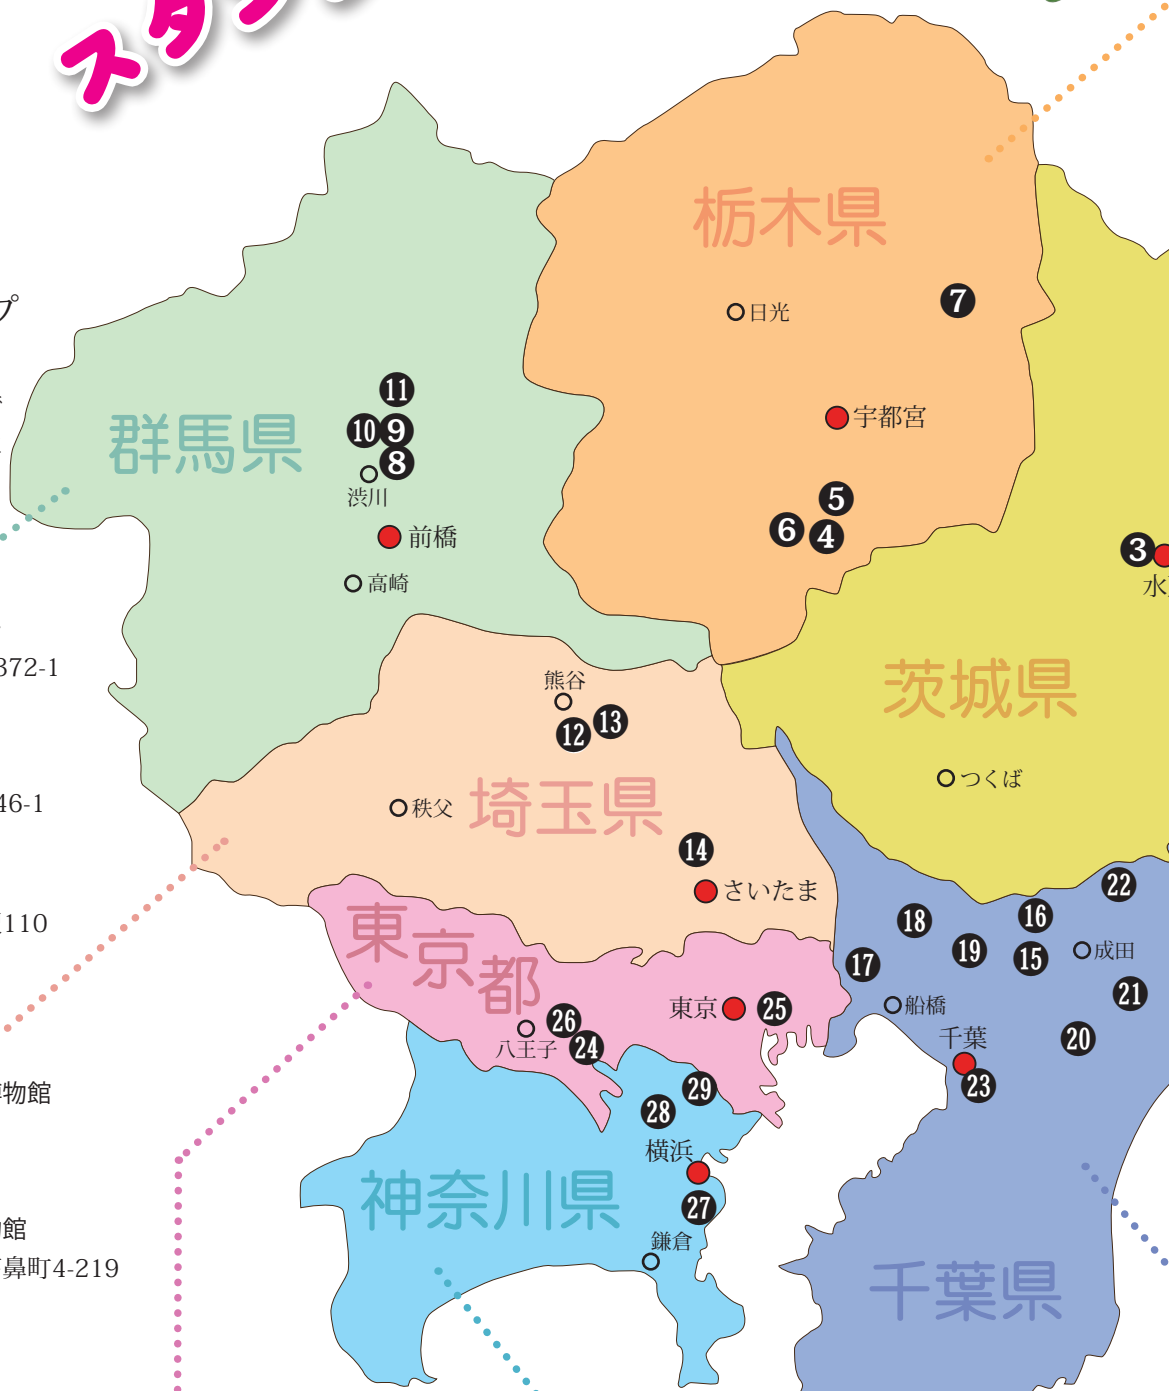 スタン
プ
栃木県
7
日光
11
宇都宮
群馬県
10 9
8
渋川
5
6 4
前橋
3
水
高崎
372-1
茨城県
熊谷
12 13
つくば
46-1
秩父
埼玉県
14
さいたま
22
110
東京都
18
16
19
15
成田
17
21
東京
25
船橋
26
八王子
24
20
千葉
23
物館
29
28
横浜
神奈川県
27
館
鎌倉
鼻町4-219
千葉県